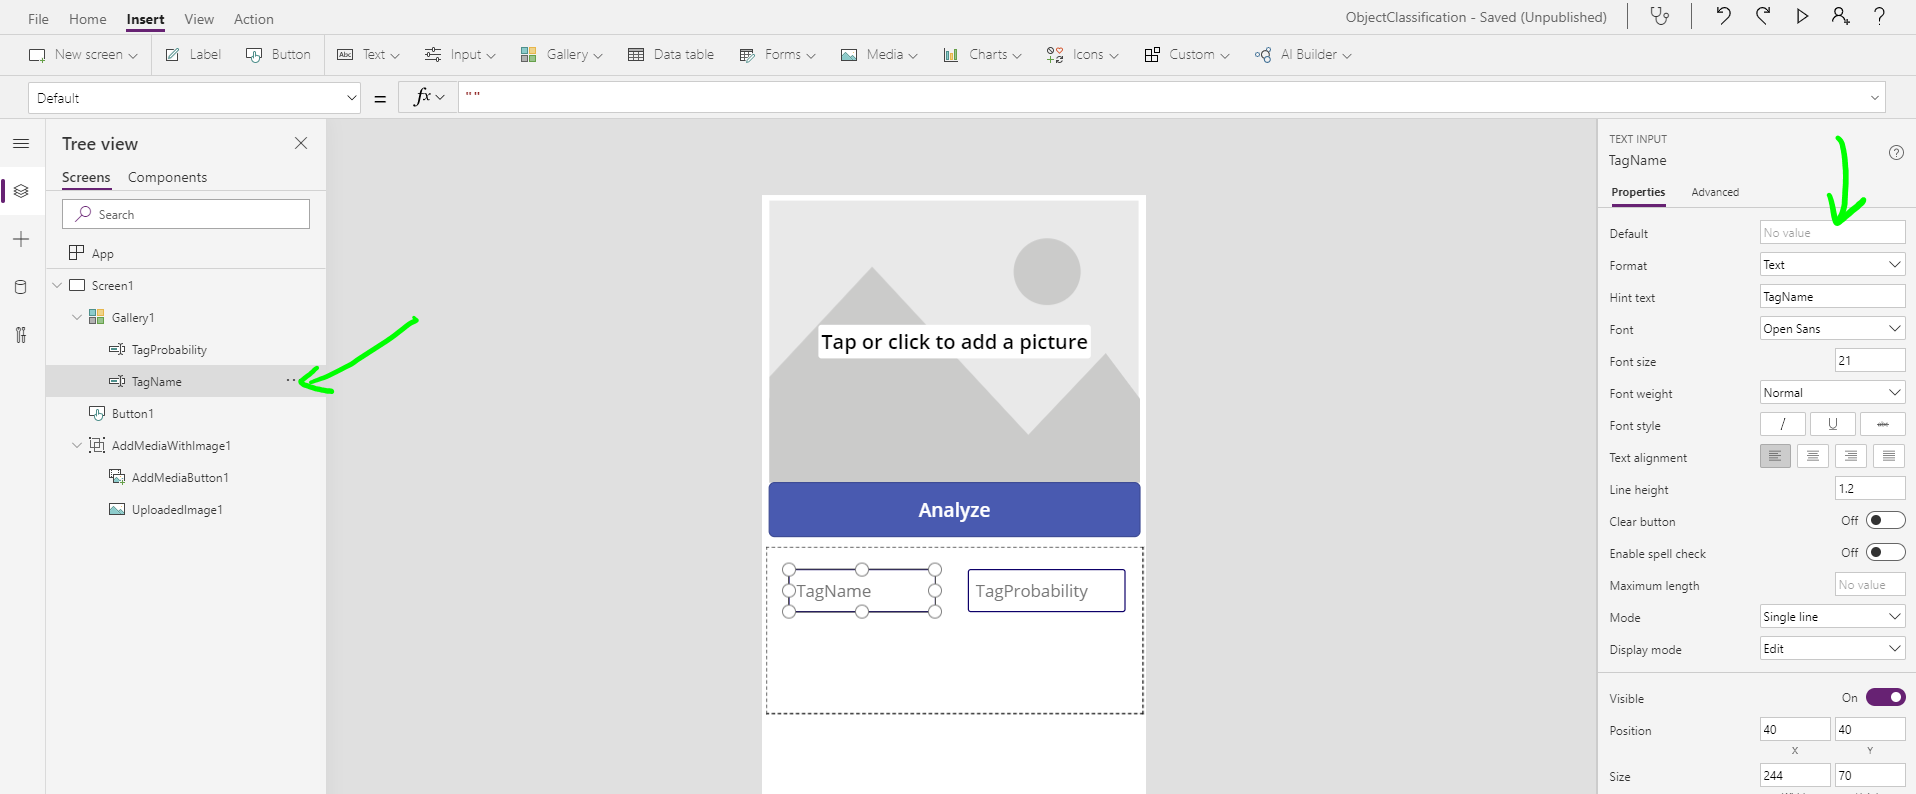 File Home Insert View Action
ObjectClassification - Saved (Unpublished)
New screen Label Button Text Input Gallery Data table Forms Media Charts Icons Custom AI Builder
Default = fx ""
Tree view
Screens Components
Search
App
Screen1
Gallery1
TagProbability
TagName
Button1
AddMediaWithImage1
AddMediaButton1
UploadedImage1
Tap or click to add a picture
Analyze
TagName TagProbability
TEXT INPUT
TagName
Properties Advanced
Default No value
Format Text
Hint text TagName
Font Open Sans
Font size 21
Font weight Normal
Font style / U abc
Text alignment
Line height 1.2
Clear button Off
Enable spell check Off
Maximum length No value
Mode Single line
Display mode Edit
Visible On
Position 40 40
X Y
Size 244 70